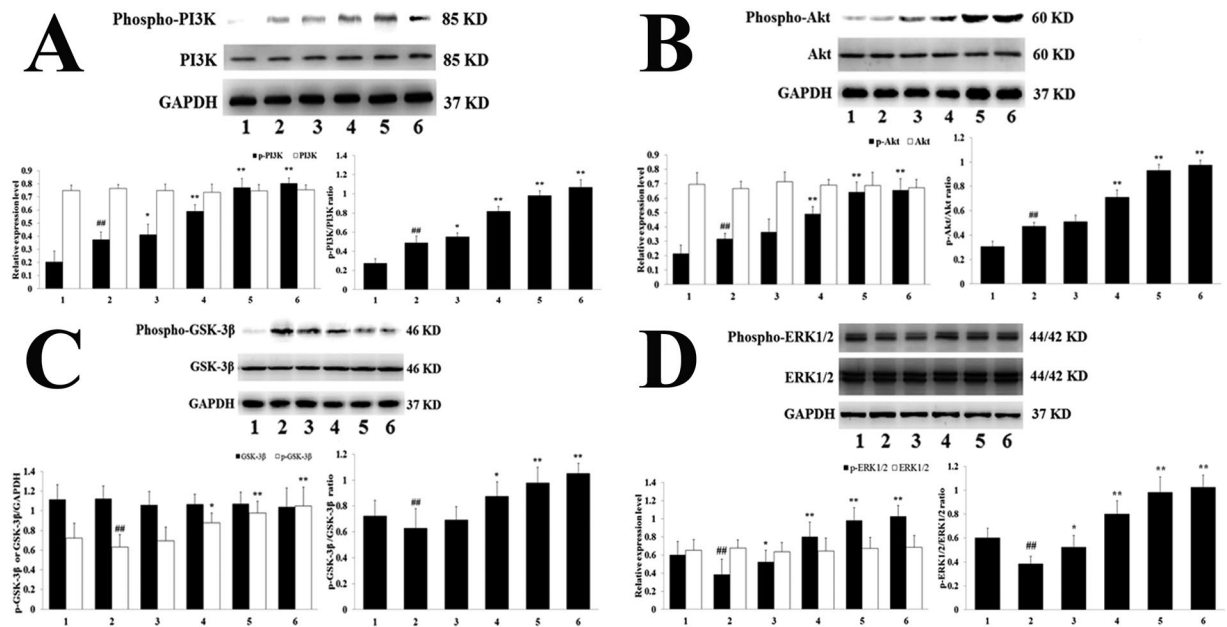 A
Phospho-PI3K 85 KD
PI3K 85 KD
GAPDH 37 KD
1 2 3 4 5 6
p-PI3K PI3K
Relative expression level
0.9
0.8
0.7
0.6
0.5
0.4
0.3
0.2
0.1
0
## * ** ** **
1 2 3 4 5 6
p-PI3K/PI3K ratio
1.4
1.2
1
0.8
0.6
0.4
0.2
0
## * ** ** **
1 2 3 4 5 6
B
Phospho-Akt 60 KD
Akt 60 KD
GAPDH 37 KD
1 2 3 4 5 6
p-Akt Akt
Relative expression level
0.9
0.8
0.7
0.6
0.5
0.4
0.3
0.2
0.1
0
## ** ** **
1 2 3 4 5 6
p-Akt/Akt ratio
1.2
1
0.8
0.6
0.4
0.2
0
## ** ** **
1 2 3 4 5 6
C
Phospho-GSK-3β 46 KD
GSK-3β 46 KD
GAPDH 37 KD
1 2 3 4 5 6
GSK-3β p-GSK-3β
p-GSK-3β or GSK-3β/GAPDH
1.4
1.2
1
0.8
0.6
0.4
0.2
0
## * ** **
1 2 3 4 5 6
p-GSK-3β/GSK-3β ratio
1.2
1
0.8
0.6
0.4
0.2
0
## * ** **
1 2 3 4 5 6
D
Phospho-ERK1/2 44/42 KD
ERK1/2 44/42 KD
GAPDH 37 KD
1 2 3 4 5 6
p-ERK1/2 ERK1/2
Relative expression level
1.4
1.2
1
0.8
0.6
0.4
0.2
0
## * ** ** **
1 2 3 4 5 6
p-ERK1/2/ERK1/2 ratio
1.2
1
0.8
0.6
0.4
0.2
0
## * ** ** **
1 2 3 4 5 6